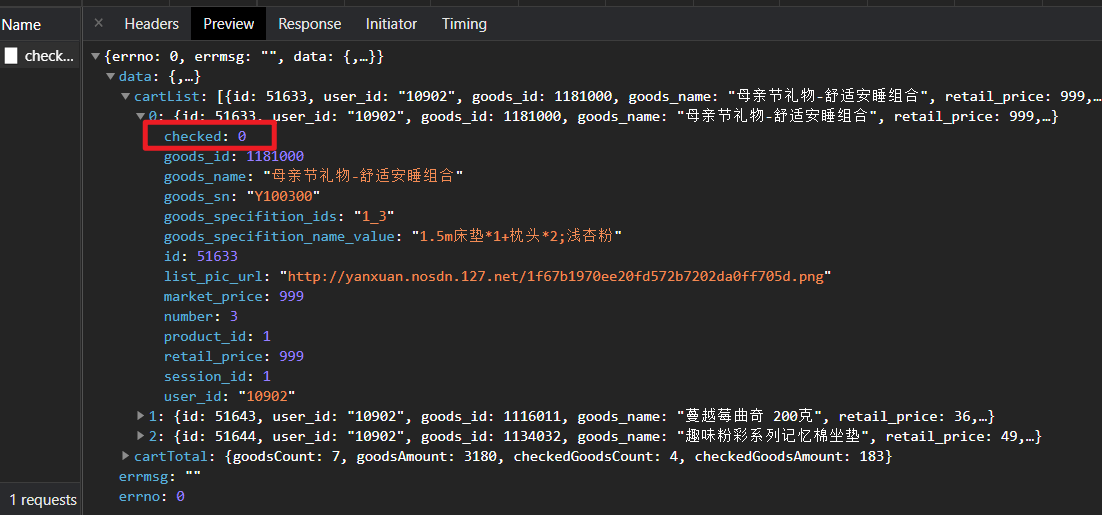 Name
× Headers Preview Response Initiator Timing
check...
▼{errno: 0, errmsg: "", data: {,…}}
▼data: {,…}
▼cartList: [{id: 51633, user_id: "10902", goods_id: 1181000, goods_name: "母亲节礼物-舒适安睡组合", retail_price: 999,…
▼0: {id: 51633, user_id: "10902", goods_id: 1181000, goods_name: "母亲节礼物-舒适安睡组合", retail_price: 999,…}
checked: 0
goods_id: 1181000
goods_name: "母亲节礼物-舒适安睡组合"
goods_sn: "Y100300"
goods_specifition_ids: "1_3"
goods_specifition_name_value: "1.5m床垫*1+枕头*2;浅杏粉"
id: 51633
list_pic_url: "http://yanxuan.nosdn.127.net/1f67b1970ee20fd572b7202da0ff705d.png"
market_price: 999
number: 3
product_id: 1
retail_price: 999
session_id: 1
user_id: "10902"
▶1: {id: 51643, user_id: "10902", goods_id: 1116011, goods_name: "蔓越莓曲奇 200克", retail_price: 36,…}
▶2: {id: 51644, user_id: "10902", goods_id: 1134032, goods_name: "趣味粉彩系列记忆棉坐垫", retail_price: 49,…}
▶cartTotal: {goodsCount: 7, goodsAmount: 3180, checkedGoodsCount: 4, checkedGoodsAmount: 183}
errmsg: ""
errno: 0
1 requests